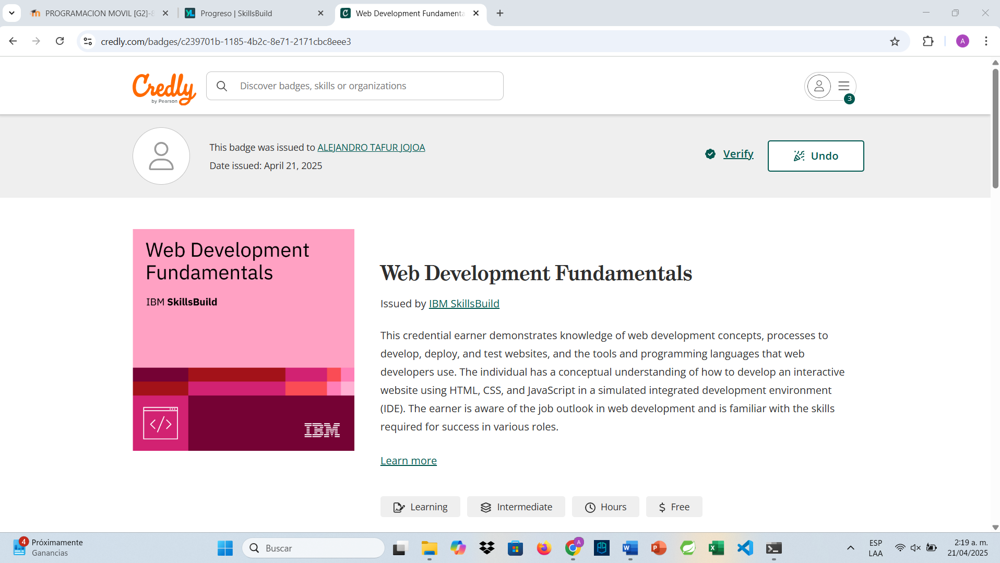 PROGRAMACION MOVIL [G2]-8
Progreso | SkillsBuild
Web Development Fundamenta
credly.com/badges/c239701b-1185-4b2c-8e71-2171cbc8eee3
A
Credly
by Pearson
Discover badges, skills or organizations
3
This badge was issued to ALEJANDRO TAFUR JOJOA
Date issued: April 21, 2025
Verify
Undo
Web Development
Fundamentals
IBM SkillsBuild
</>
IBM
Web Development Fundamentals
Issued by IBM SkillsBuild
This credential earner demonstrates knowledge of web development concepts, processes to
develop, deploy, and test websites, and the tools and programming languages that web
developers use. The individual has a conceptual understanding of how to develop an interactive
website using HTML, CSS, and JavaScript in a simulated integrated development environment
(IDE). The earner is aware of the job outlook in web development and is familiar with the skills
required for success in various roles.
Learn more
Learning
Intermediate
Hours
$ Free
4
Próximamente
Ganancias
Buscar
A
ESP
LAA
2:19 a. m.
21/04/2025